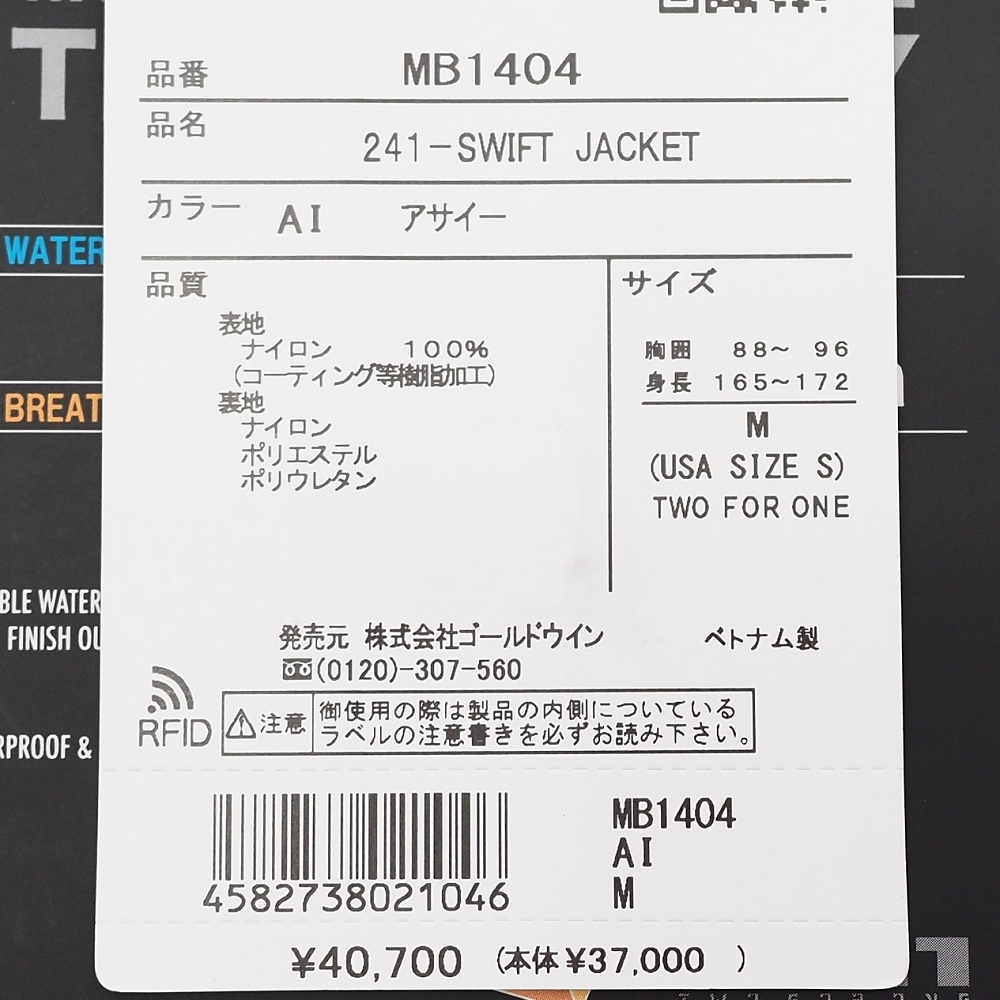 品番 MB1404
品名 241-SWIFT JACKET
カラー AI アサイー
品質
表地
ナイロン 100%
(コーティング等樹脂加工)
裏地
ナイロン
ポリエステル
ポリウレタン
サイズ
胸囲 88~96
身長 165~172
M
(USA SIZE S)
TWO FOR ONE
発売元 株式会社ゴールドウイン ベトナム製
(0120)-307-560
RFID
注意
御使用の際は製品の内側についている
ラベルの注意書きを必ずお読み下さい。
4582738021046
MB1404
AI
M
¥40,700 (本体¥37,000 )
WATER
BREAT
BLE WATER
FINISH OU
RPROOF &